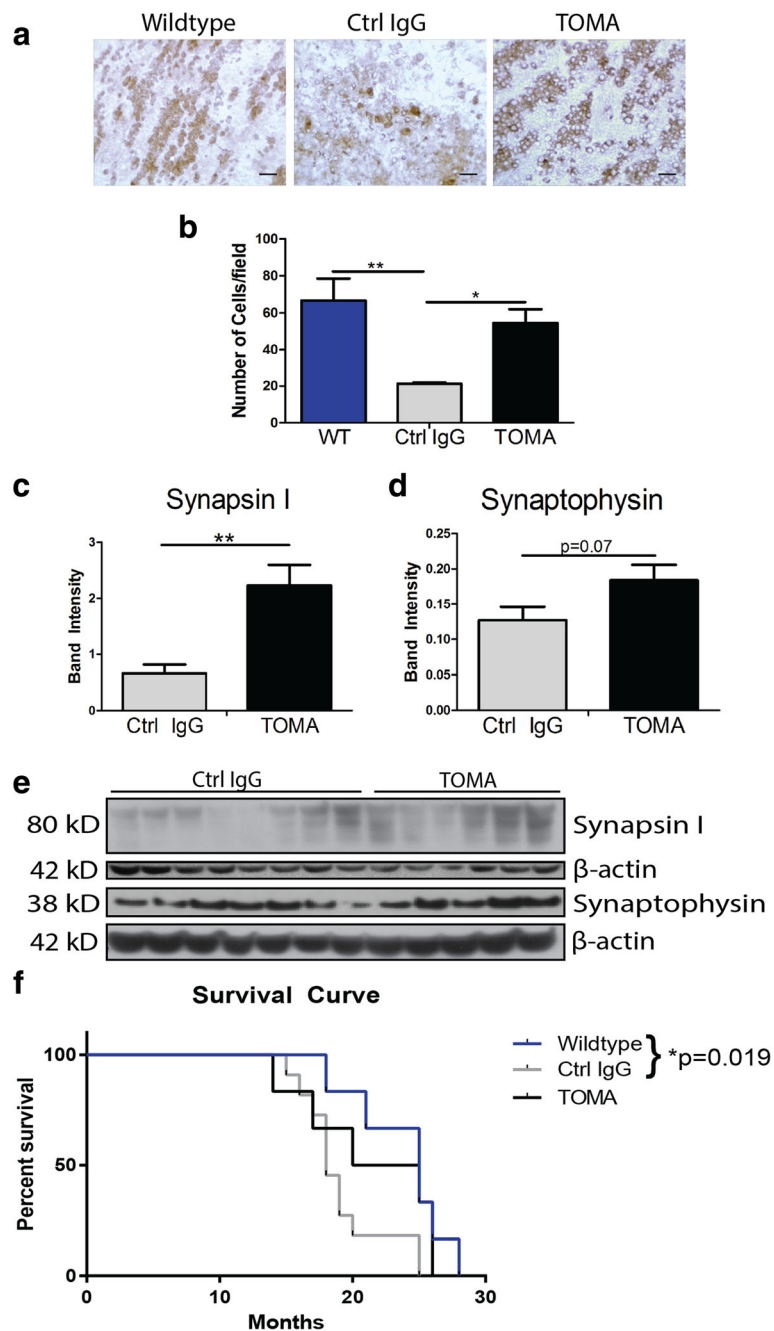 a
Wildtype Ctrl IgG TOMA
b
Number of Cells/field
100
80
60
40
20
0
**
*
WT Ctrl IgG TOMA
c
Synapsin I
Band Intensity
3
2
1
0
**
Ctrl IgG TOMA
d
Synaptophysin
Band Intensity
0.25
0.20
0.15
0.10
0.05
0.00
p=0.07
Ctrl IgG TOMA
e
Ctrl IgG TOMA
80 kD Synapsin I
42 kD β-actin
38 kD Synaptophysin
42 kD β-actin
f
Survival Curve
Percent survival
100
50
0
0 10 20 30
Months
Wildtype
Ctrl IgG
TOMA
} *p=0.019